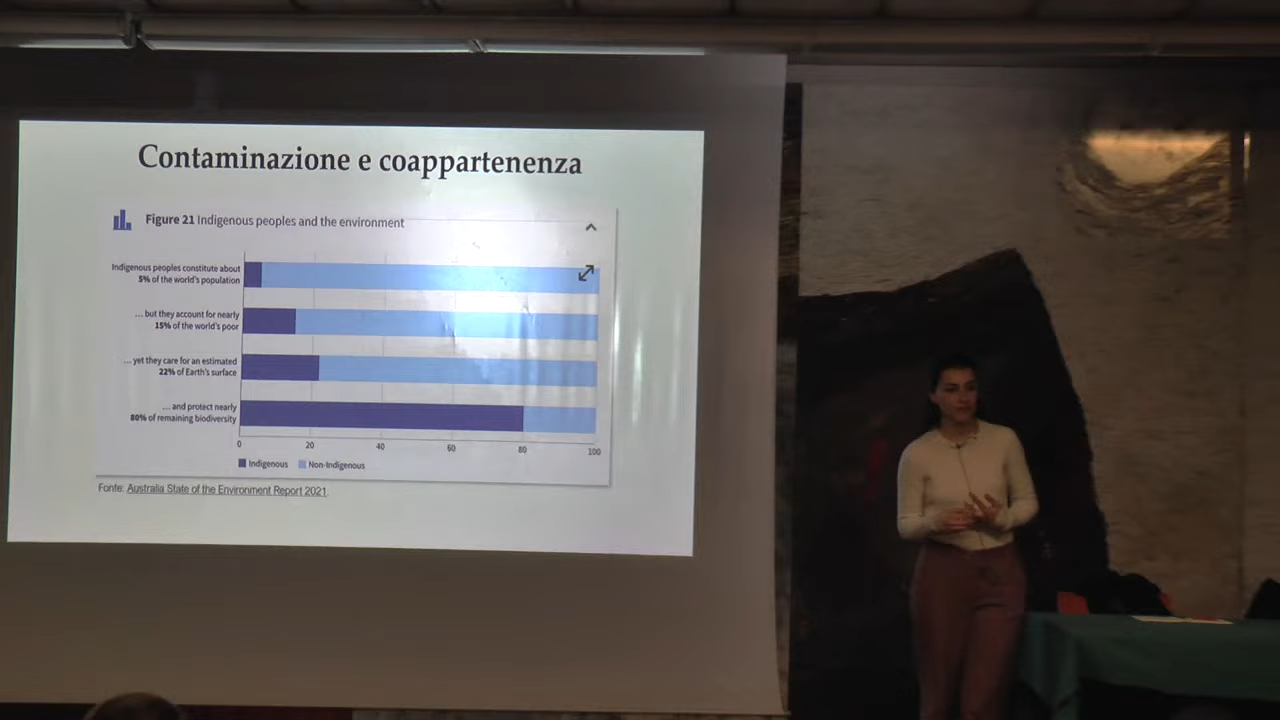 Contaminazione e coappartenenza
Figure 21 Indigenous peoples and the environment
Indigenous peoples constitute about
5% of the world's population
... but they account for nearly
15% of the world's poor
... yet they care for an estimated
22% of Earth's surface
... and protect nearly
80% of remaining biodiversity
0 20 40 60 80 100
Indigenous Non-Indigenous
Fonte: Australia State of the Environment Report 2021.